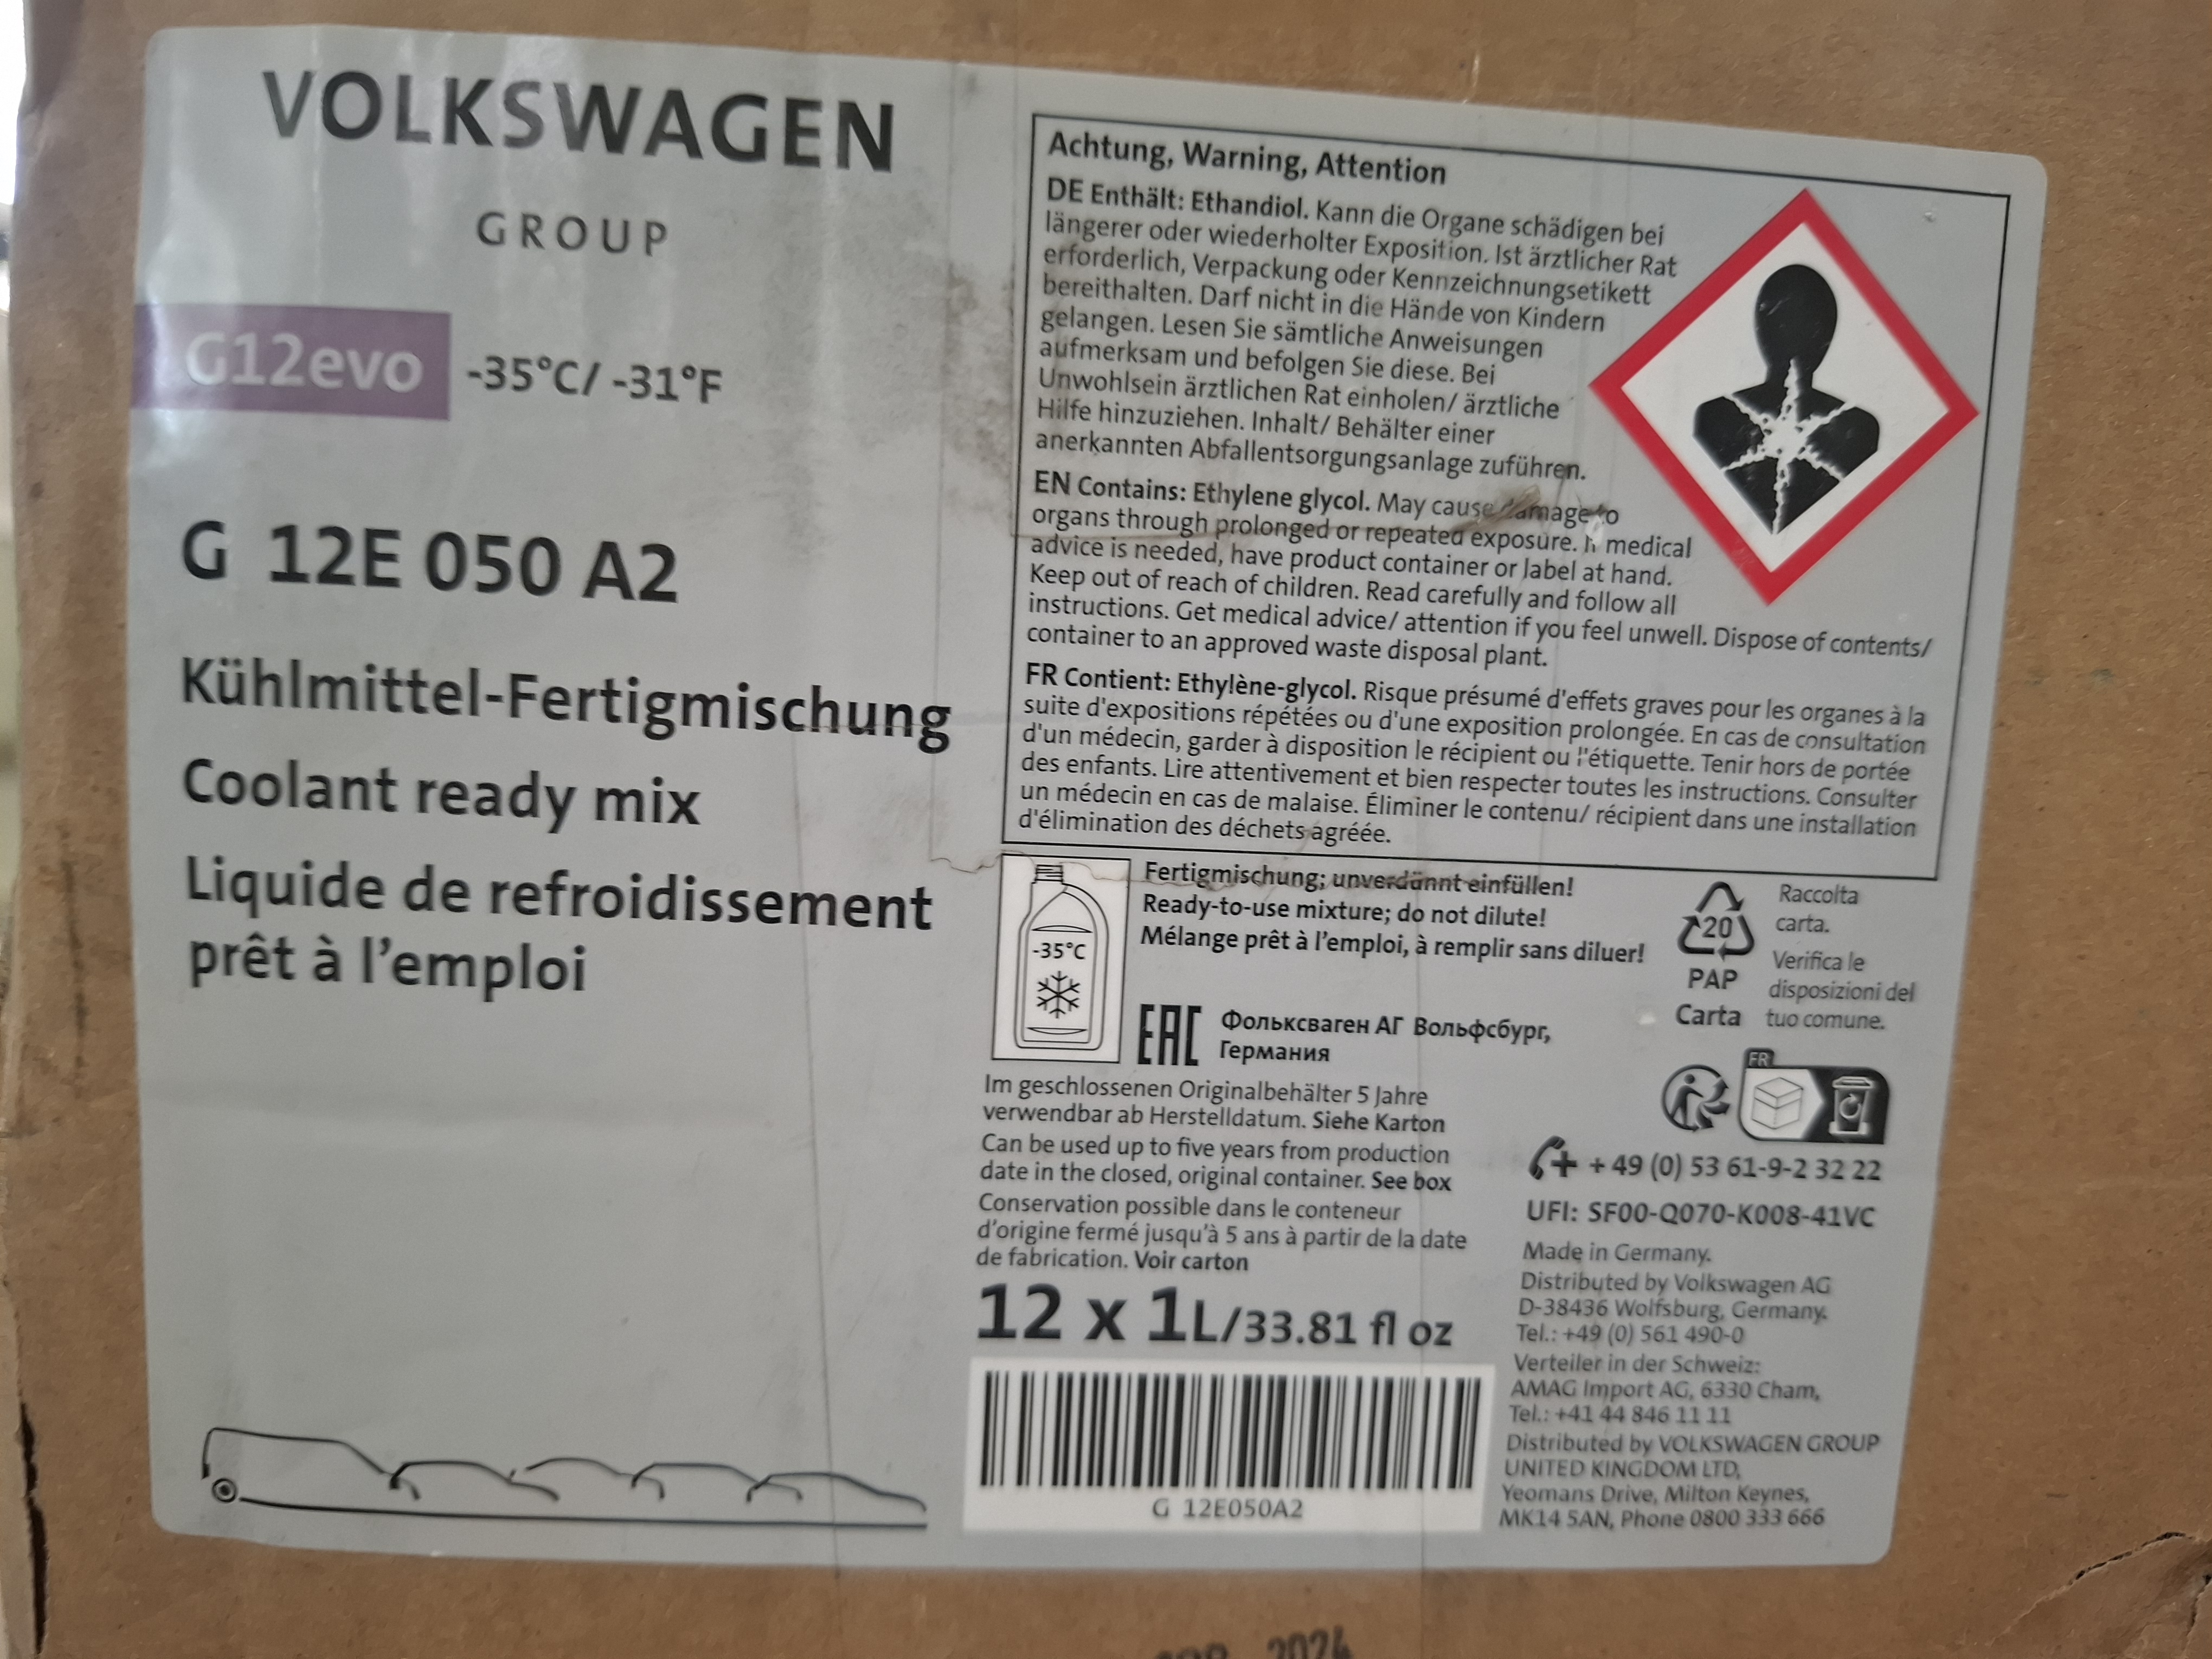 VOLKSWAGEN
GROUP
G12evo -35°C/ -31°F
G 12E 050 A2
Kühlmittel-Fertigmischung
Coolant ready mix
Liquide de refroidissement
prêt à l'emploi
Achtung, Warning, Attention
DE Enthält: Ethandiol. Kann die Organe schädigen bei
längerer oder wiederholter Exposition. Ist ärztlicher Rat
erforderlich, Verpackung oder Kennzeichnungsetikett
bereithalten. Darf nicht in die Hände von Kindern
gelangen. Lesen Sie sämtliche Anweisungen
aufmerksam und befolgen Sie diese. Bei
Unwohlsein ärztlichen Rat einholen/ ärztliche
Hilfe hinzuziehen. Inhalt/ Behälter einer
anerkannten Abfallentsorgungsanlage zuführen.
EN Contains: Ethylene glycol. May cause damage to
organs through prolonged or repeated exposure. If medical
advice is needed, have product container or label at hand.
Keep out of reach of children. Read carefully and follow all
instructions. Get medical advice/ attention if you feel unwell. Dispose of contents/
container to an approved waste disposal plant.
FR Contient: Ethylène-glycol. Risque présumé d'effets graves pour les organes à la
suite d'expositions répétées ou d'une exposition prolongée. En cas de consultation
d'un médecin, garder à disposition le récipient ou l'étiquette. Tenir hors de portée
des enfants. Lire attentivement et bien respecter toutes les instructions. Consulter
un médecin en cas de malaise. Éliminer le contenu/ récipient dans une installation
d'élimination des déchets agréée.
-35°C
Fertigmischung; unverdünnt einfüllen!
Ready-to-use mixture; do not dilute!
Mélange prêt à l'emploi, à remplir sans diluer!
EAC Фольксваген АГ Вольфсбург,
Германия
20
PAP
Carta
Raccolta
carta.
Verifica le
disposizioni del
tuo comune.
FR
Im geschlossenen Originalbehälter 5 Jahre
verwendbar ab Herstelldatum. Siehe Karton
Can be used up to five years from production
date in the closed, original container. See box
Conservation possible dans le conteneur
d'origine fermé jusqu'à 5 ans à partir de la date
de fabrication. Voir carton
12 x 1L/33.81 fl oz
G 12E050A2
+ 49 (0) 53 61-9-2 32 22
UFI: SF00-Q070-K008-41VC
Made in Germany.
Distributed by Volkswagen AG
D-38436 Wolfsburg, Germany.
Tel.: +49 (0) 561 490-0
Verteiler in der Schweiz:
AMAG Import AG, 6330 Cham,
Tel.: +41 44 846 11 11
Distributed by VOLKSWAGEN GROUP
UNITED KINGDOM LTD,
Yeomans Drive, Milton Keynes,
MK14 5AN, Phone 0800 333 666
2024